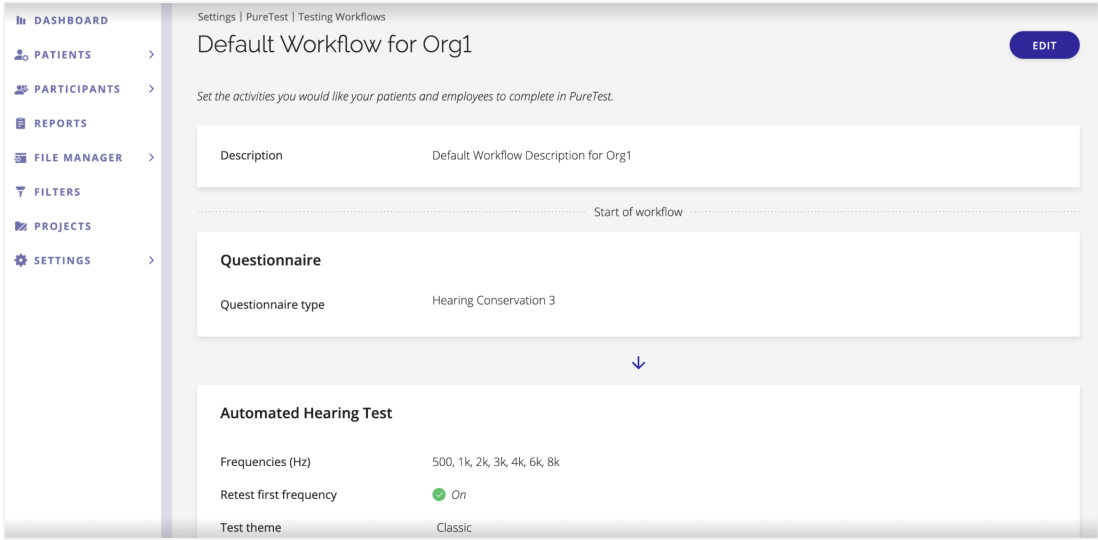 DASHBOARD
PATIENTS
PARTICIPANTS
REPORTS
FILE MANAGER
FILTERS
PROJECTS
SETTINGS
Settings | PureTest | Testing Workflows
Default Workflow for Org1
EDIT
Set the activities you would like your patients and employees to complete in PureTest.
Description Default Workflow Description for Org1
Start of workflow
Questionnaire
Questionnaire type Hearing Conservation 3
Automated Hearing Test
Frequencies (Hz) 500, 1k, 2k, 3k, 4k, 6k, 8k
Retest first frequency On
Test theme Classic